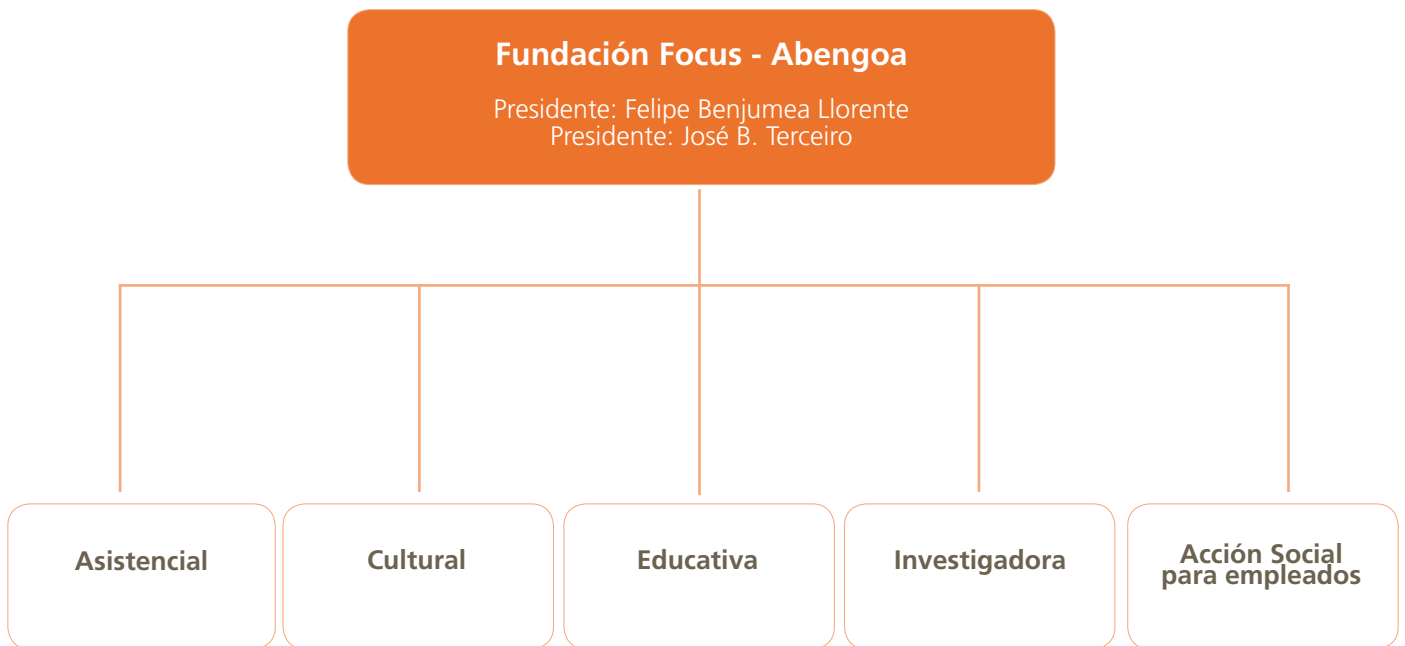 Fundación Focus - Abengoa
Presidente: Felipe Benjumea Llorente
Presidente: José B. Terceiro
Asistencial
Cultural
Educativa
Investigadora
Acción Social
para empleados